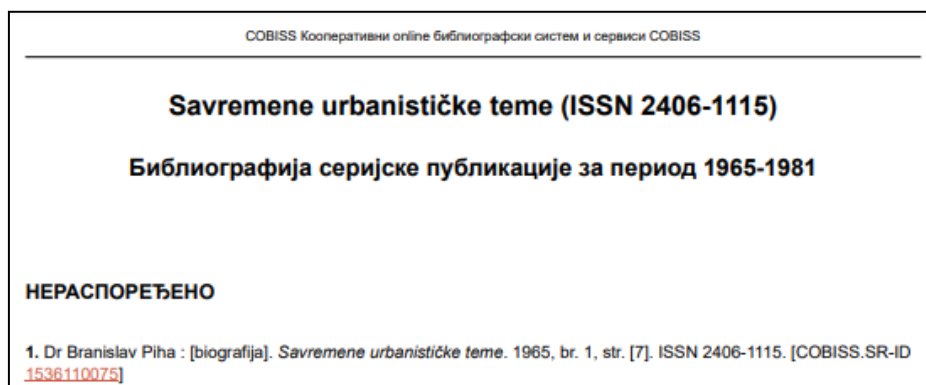 COBISS Кооперативни online библиографски систем и сервиси COBISS
Savremene urbanističke teme (ISSN 2406-1115)
Библиографија серијске публикације за период 1965-1981
НЕРАСПОРЕЂЕНО
1. Dr Branislav Piha : [biografija]. Savremene urbanističke teme. 1965, br. 1, str. [7]. ISSN 2406-1115. [COBISS.SR-ID
1536110075]